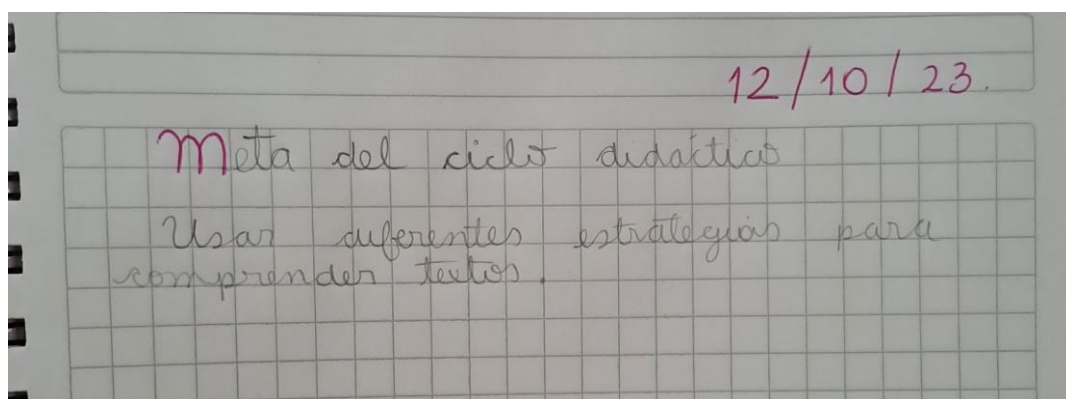 12/10/23.
Meta del ciclo didáctico
Usar diferentes estrategias para
comprender textos.